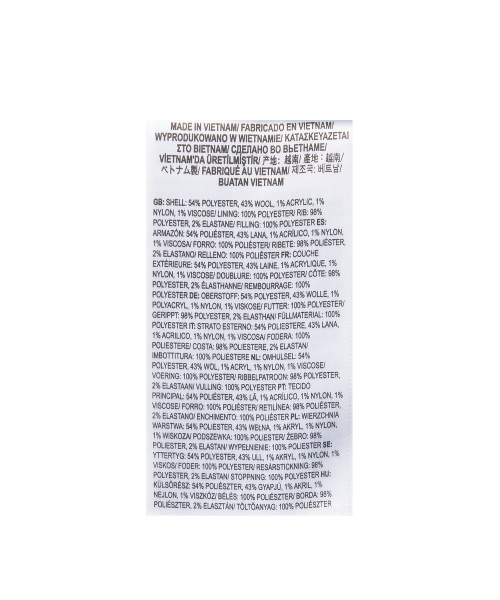 MADE IN VIETNAM/ FABRICADO EN VIETNAM/
WYPRODUKOWANO W WIETNAMIE/ ΚΑΤΑΣΚΕΥΑΖΕΤΑΙ
ΣΤΟ ΒΙΕΤΝΑΜ/ СДЕЛАНО ВО ВЬЕТНАМЕ/
VİETNAM'DA ÜRETİLMİŞTİR/ 产地: 越南/ 產地: 越南/
ベトナム製/ FABRIQUÉ AU VIETNAM/ 제조국: 베트남/
BUATAN VIETNAM
GB: SHELL: 54% POLYESTER, 43% WOOL, 1% ACRYLIC, 1%
NYLON, 1% VISCOSE/ LINING: 100% POLYESTER/ RIB: 98%
POLYESTER, 2% ELASTANE/ FILLING: 100% POLYESTER ES:
ARMAZÓN: 54% POLIÉSTER, 43% LANA, 1% ACRÍLICO, 1% NYLON,
1% VISCOSA/ FORRO: 100% POLIÉSTER/ RIBETE: 98% POLIÉSTER,
2% ELASTANO/ RELLENO: 100% POLIÉSTER FR: COUCHE
EXTÉRIEURE: 54% POLYESTER, 43% LAINE, 1% ACRYLIQUE, 1%
NYLON, 1% VISCOSE/ DOUBLURE: 100% POLYESTER/ CÔTE: 98%
POLYESTER, 2% ÉLASTHANNE/ REMBOURRAGE: 100%
POLYESTER DE: OBERSTOFF: 54% POLYESTER, 43% WOLLE, 1%
POLYACRYL, 1% NYLON, 1% VISKOSE/ FUTTER: 100% POLYESTER/
GERIPPT: 98% POLYESTER, 2% ELASTHAN/ FÜLLMATERIAL: 100%
POLYESTER IT: STRATO ESTERNO: 54% POLIESTERE, 43% LANA,
1% ACRILICO, 1% NYLON, 1% VISCOSA/ FODERA: 100%
POLIESTERE/ COSTA: 98% POLIESTERE, 2% ELASTAN/
IMBOTTITURA: 100% POLIESTERE NL: OMHULSEL: 54%
POLYESTER, 43% WOL, 1% ACRYL, 1% NYLON, 1% VISCOSE/
VOERING: 100% POLYESTER/ RIBBELPATROON: 98% POLYESTER,
2% ELASTAAN/ VULLING: 100% POLYESTER PT: TECIDO
PRINCIPAL: 54% POLIÉSTER, 43% LÃ, 1% ACRÍLICO, 1% NYLON, 1%
VISCOSE/ FORRO: 100% POLIÉSTER/ RETILÍNEA: 98% POLIÉSTER,
2% ELASTANO/ ENCHIMENTO: 100% POLIÉSTER PL: WIERZCHNIA
WARSTWA: 54% POLIESTER, 43% WEŁNA, 1% AKRYL, 1% NYLON,
1% WISKOZA/ PODSZEWKA: 100% POLIESTER/ ŻEBRO: 98%
POLIESTER, 2% ELASTAN/ WYPEŁNIENIE: 100% POLIESTER SE:
YTTERTYG: 54% POLYESTER, 43% ULL, 1% AKRYL, 1% NYLON, 1%
VISKOS/ FODER: 100% POLYESTER/ RESÅRSTICKNING: 98%
POLYESTER, 2% ELASTAN/ STOPPNING: 100% POLYESTER HU:
KÜLSŐRÉSZ: 54% POLIÉSZTER, 43% GYAPJÚ, 1% AKRIL, 1%
NEJLON, 1% VISZKÓZ/ BÉLÉS: 100% POLIÉSZTER/ BORDA: 98%
POLIÉSZTER, 2% ELASZTÁN/ TÖLTŐANYAG: 100% POLIÉSZTER